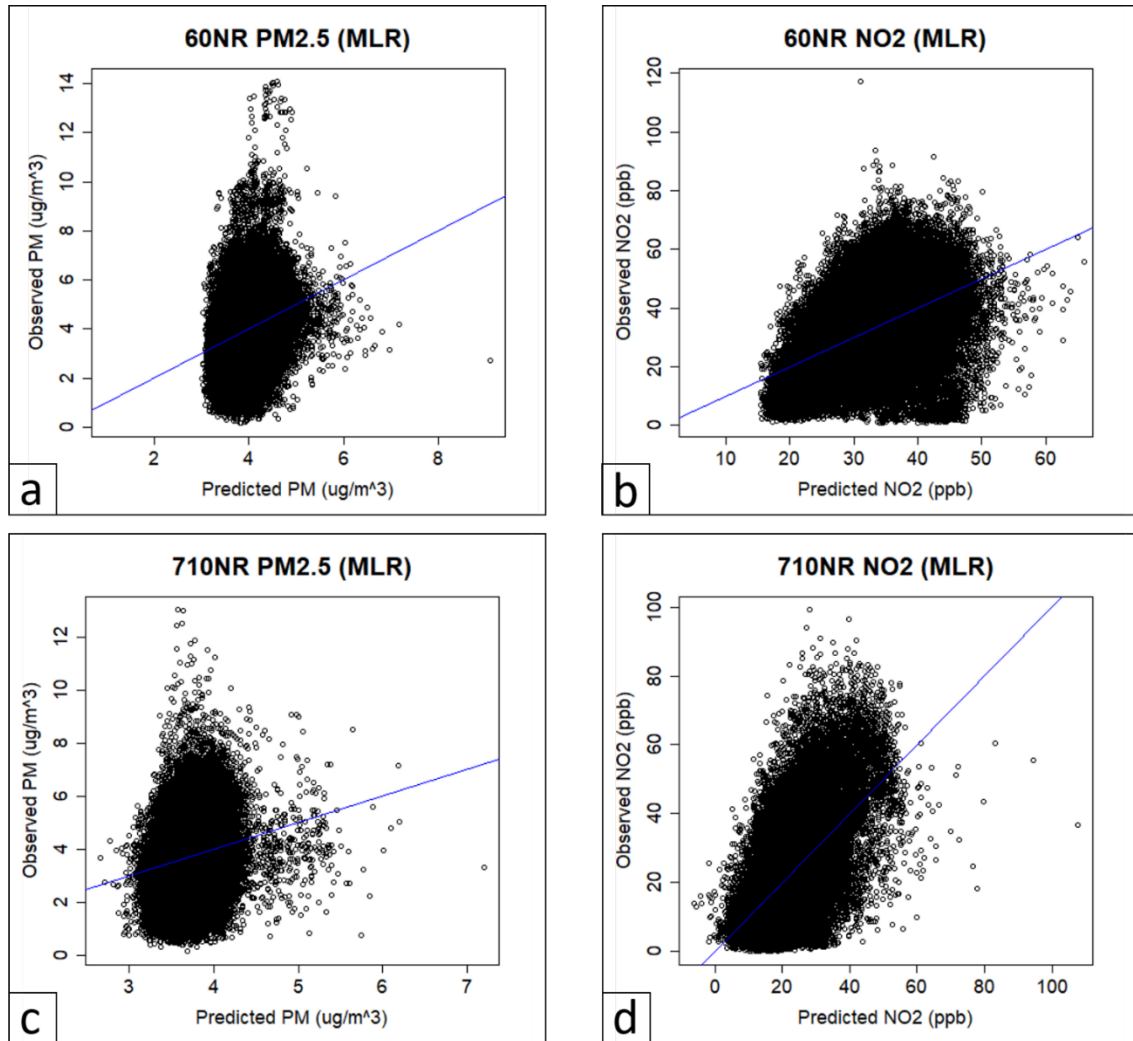 60NR PM2.5 (MLR)
Observed PM (ug/m^3)
14
12
10
8
6
4
2
0
2 4 6 8
Predicted PM (ug/m^3)
a
60NR NO2 (MLR)
Observed NO2 (ppb)
120
100
80
60
40
20
0
10 20 30 40 50 60
Predicted NO2 (ppb)
b
710NR PM2.5 (MLR)
Observed PM (ug/m^3)
12
10
8
6
4
2
0
3 4 5 6 7
Predicted PM (ug/m^3)
c
710NR NO2 (MLR)
Observed NO2 (ppb)
100
80
60
40
20
0
0 20 40 60 80 100
Predicted NO2 (ppb)
d